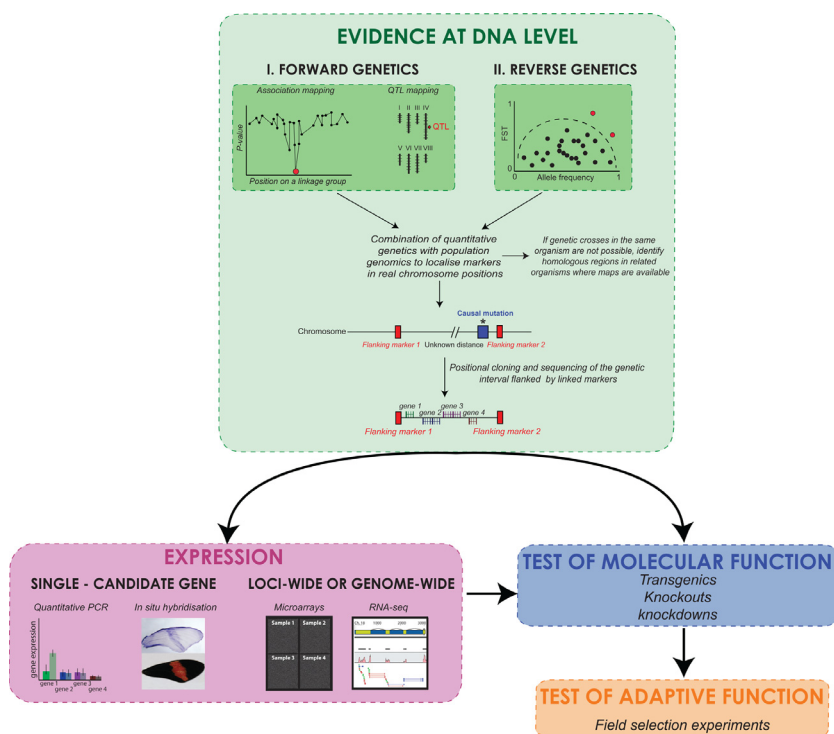 EVIDENCE AT DNA LEVEL
I. FORWARD GENETICS
II. REVERSE GENETICS
Association mapping
QTL mapping
P-value
Position on a linkage group
I II III IV
QTL
V VI VII VIII
1
FST
0
0
Allele frequency
1
Combination of quantitative
genetics with population
genomics to localise markers
in real chromosome positions
If genetic crosses in the same
organism are not possible, identify
homologous regions in related
organisms where maps are available
Causal mutation
*
Chromosome
//
Flanking marker 1
Unknown distance
Flanking marker 2
Positional cloning and sequencing of the genetic
interval flanked by linked markers
gene 1
gene 2
gene 3
gene 4
Flanking marker 1
Flanking marker 2
EXPRESSION
SINGLE - CANDIDATE GENE
LOCI-WIDE OR GENOME-WIDE
Quantitative PCR
In situ hybridisation
Microarrays
RNA-seq
gene expression
gene 1
gene 2
gene 3
gene 4
Sample 1
Sample 2
Sample 3
Sample 4
TEST OF MOLECULAR FUNCTION
Transgenics
Knockouts
knockdowns
TEST OF ADAPTIVE FUNCTION
Field selection experiments